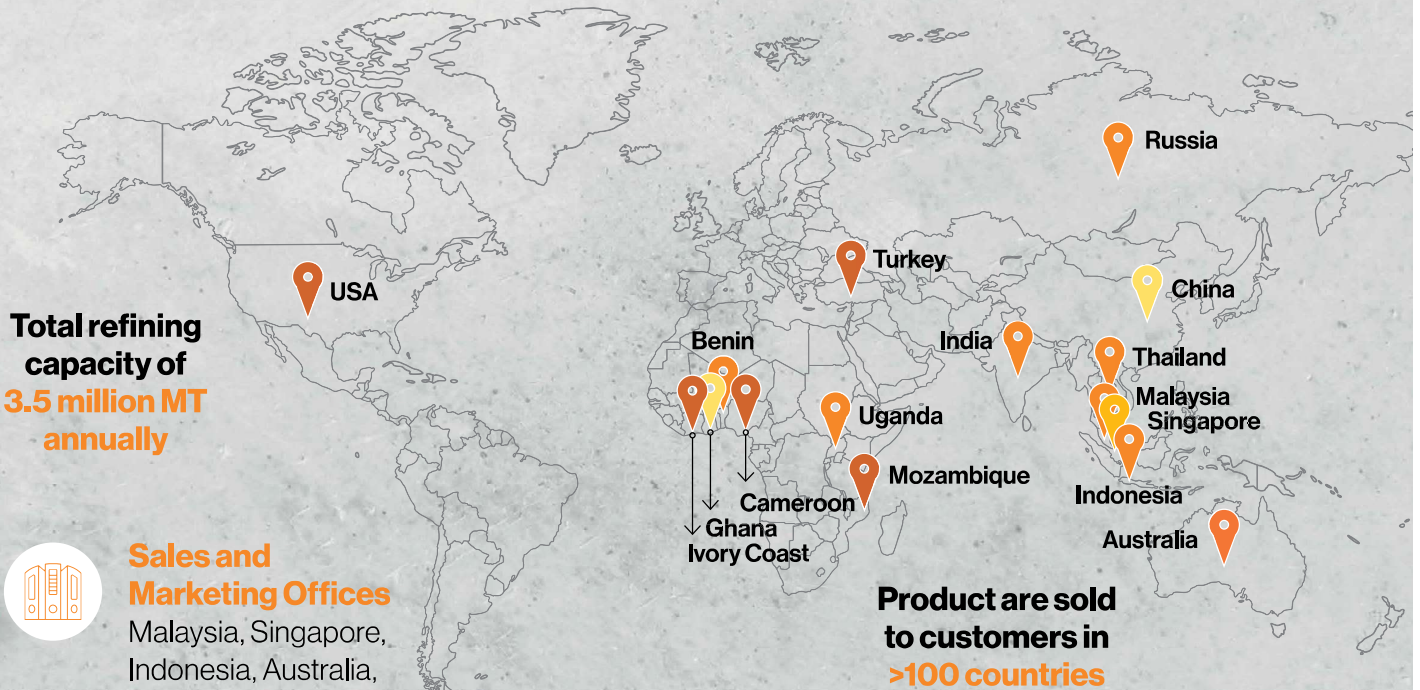 Russia
Turkey
USA
China
Total refining
capacity of
3.5 million MT
annually
Benin
India
Thailand
Malaysia
Singapore
Uganda
Mozambique
Indonesia
Cameroon
Ghana
Ivory Coast
Australia
Sales and
Marketing Offices
Malaysia, Singapore,
Indonesia, Australia,
Product are sold
to customers in
>100 countries